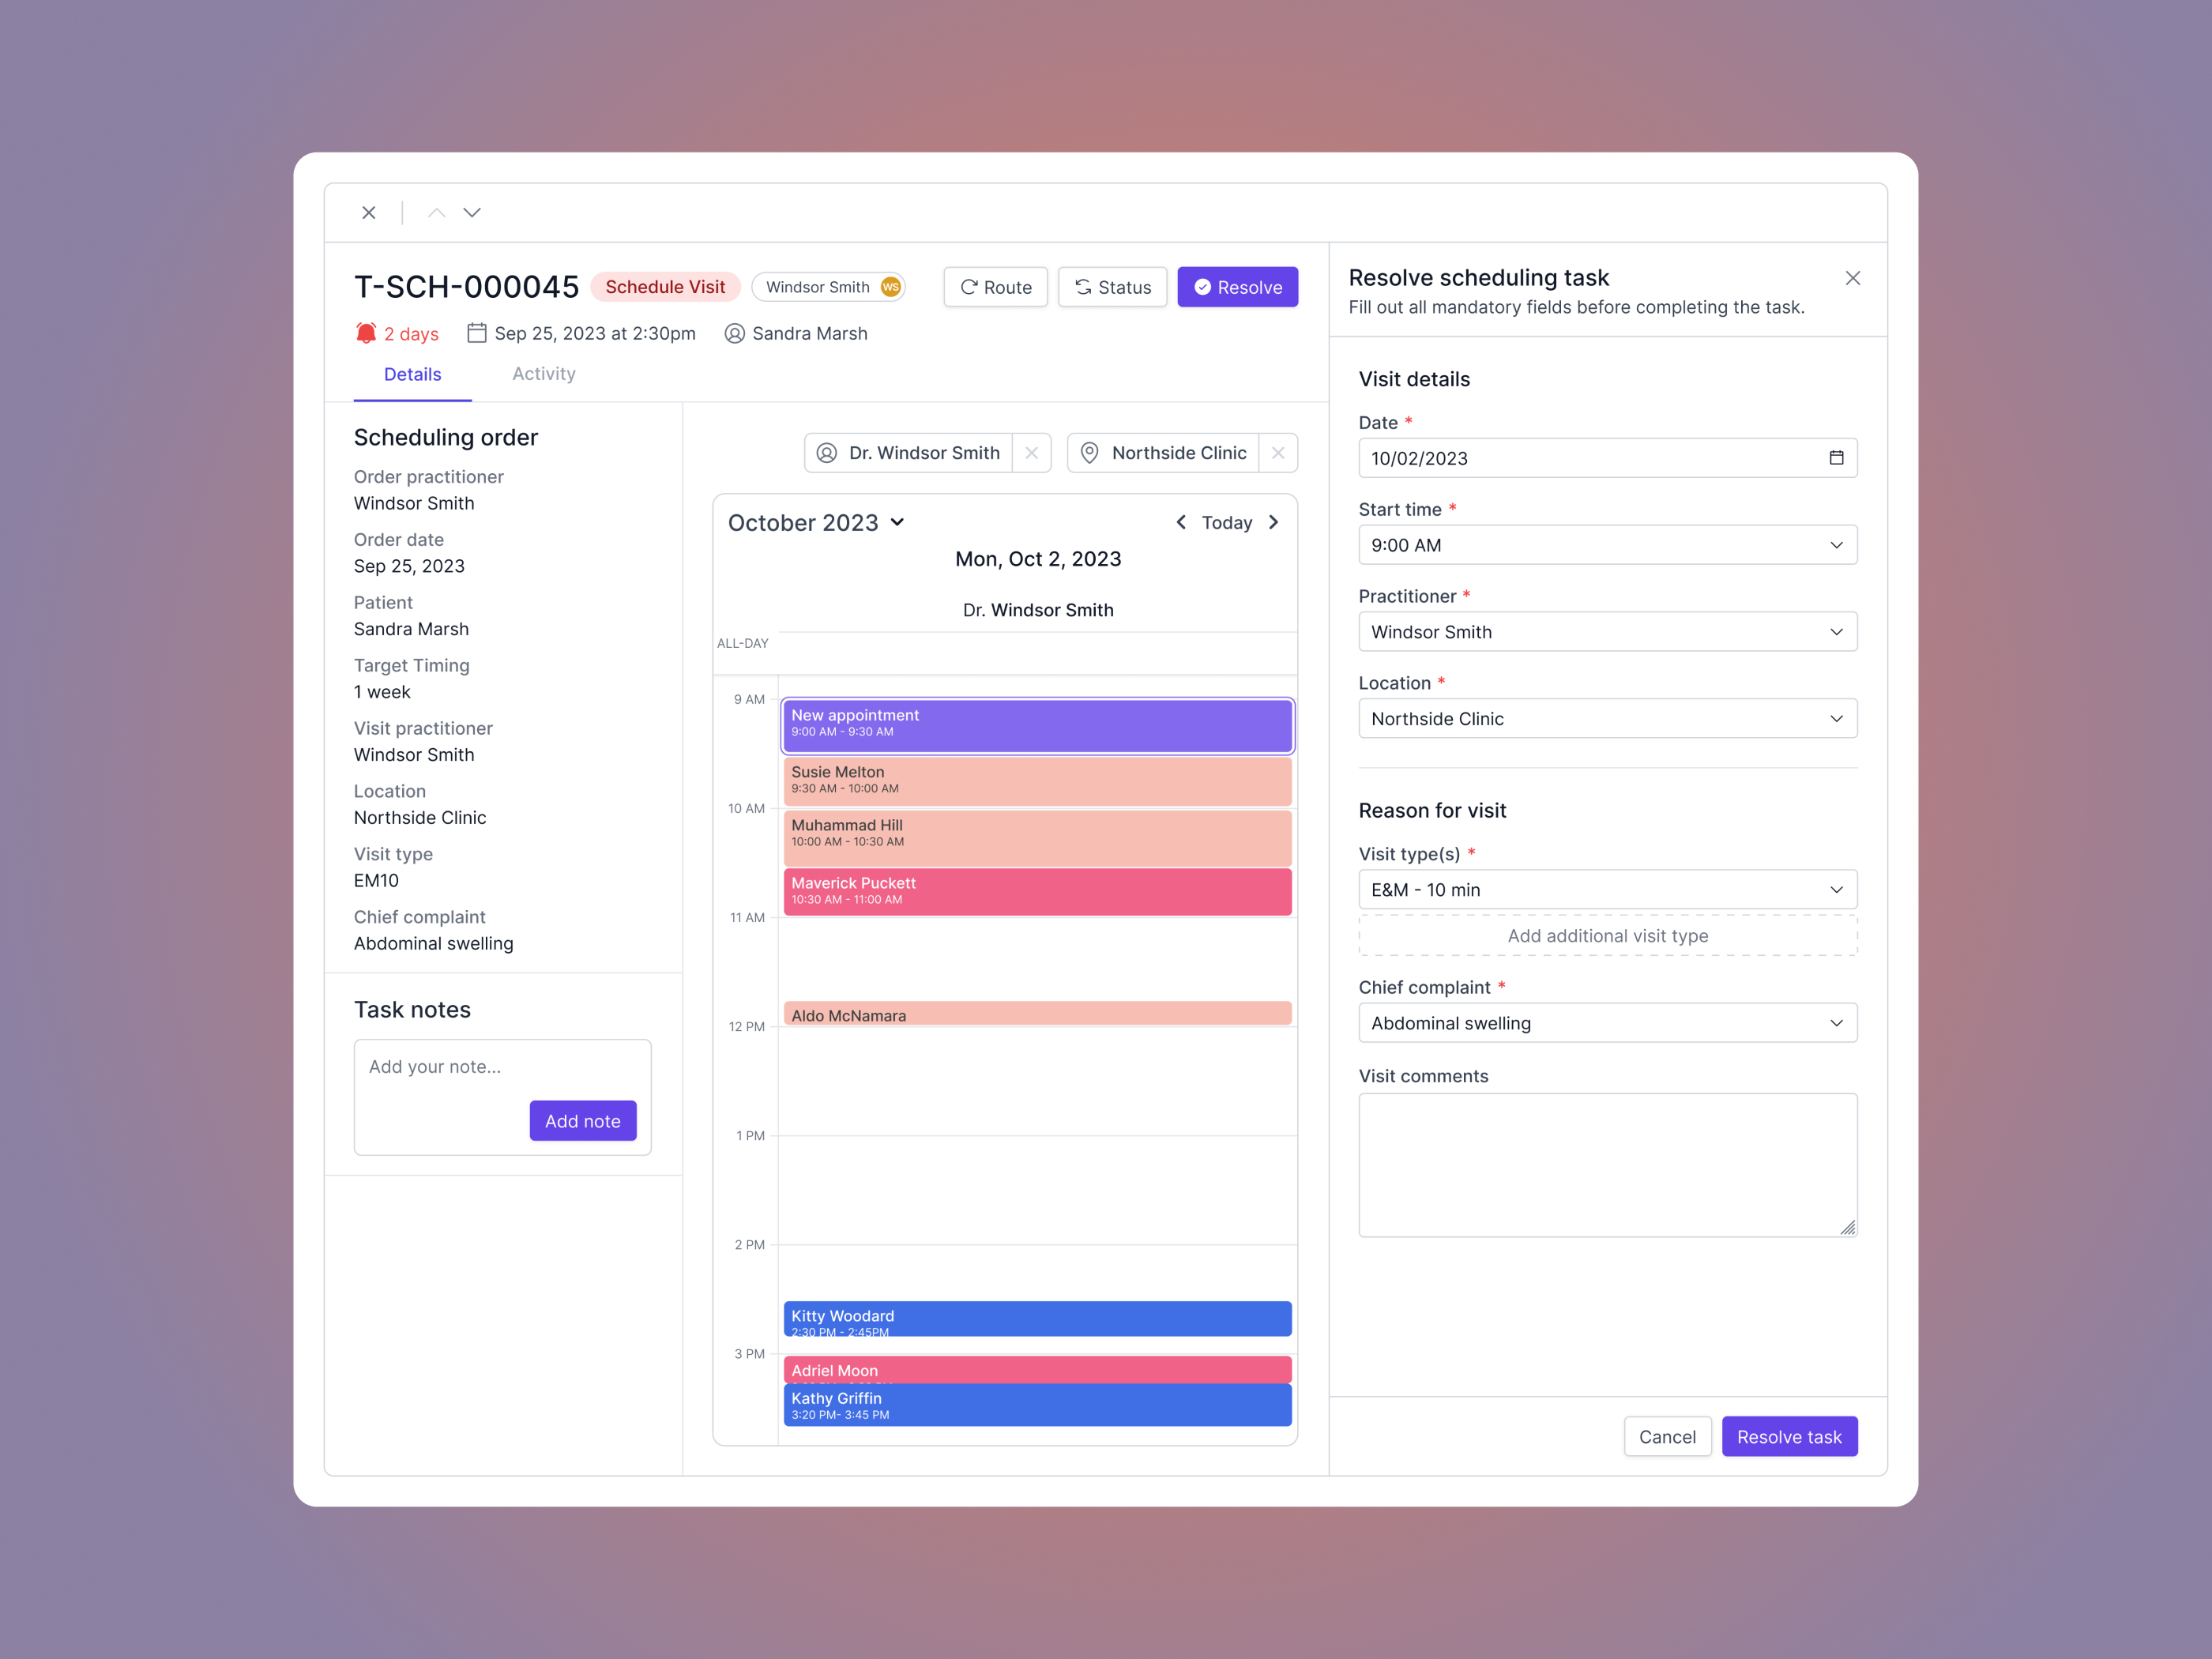 T-SCH-000045 Schedule Visit Windsor Smith WS Route Status Resolve
2 days Sep 25, 2023 at 2:30pm Sandra Marsh
Details Activity
Scheduling order
Order practitioner
Windsor Smith
Order date
Sep 25, 2023
Patient
Sandra Marsh
Target Timing
1 week
Visit practitioner
Windsor Smith
Location
Northside Clinic
Visit type
EM10
Chief complaint
Abdominal swelling
Task notes
Add your note...
Add note
Dr. Windsor Smith Northside Clinic
October 2023 Today
Mon, Oct 2, 2023
Dr. Windsor Smith
ALL-DAY
9 AM
New appointment
9:00 AM - 9:30 AM
Susie Melton
9:30 AM - 10:00 AM
10 AM
Muhammad Hill
10:00 AM - 10:30 AM
Maverick Puckett
10:30 AM - 11:00 AM
11 AM
Aldo McNamara
12 PM
1 PM
2 PM
Kitty Woodard
2:30 PM - 2:45PM
3 PM
Adriel Moon
Kathy Griffin
3:20 PM- 3:45 PM
Resolve scheduling task
Fill out all mandatory fields before completing the task.
Visit details
Date *
10/02/2023
Start time *
9:00 AM
Practitioner *
Windsor Smith
Location *
Northside Clinic
Reason for visit
Visit type(s) *
E&M - 10 min
Add additional visit type
Chief complaint *
Abdominal swelling
Visit comments
Cancel Resolve task